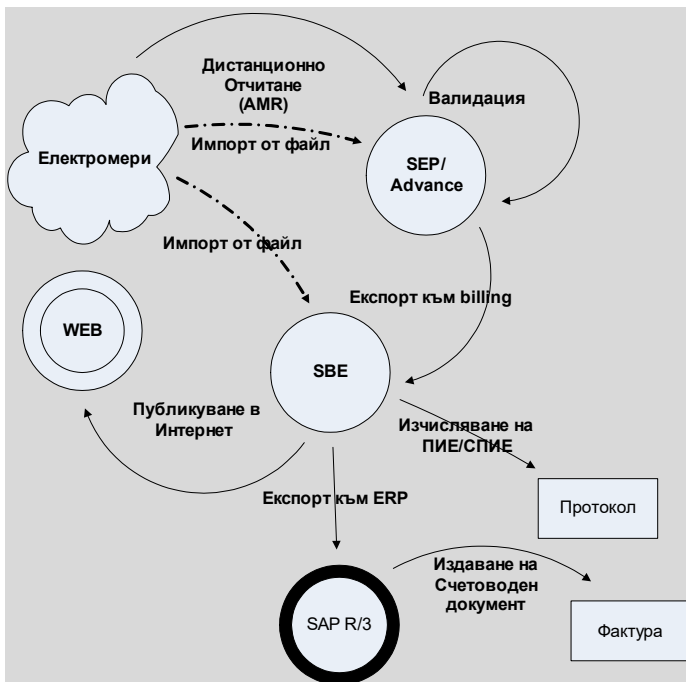 Дистанционно
Отчитане
(AMR)
Валидация
Електромери
Импорт от файл
SEP/
Advance
Импорт от файл
Експорт към billing
WEB
SBE
Публикуване в
Интернет
Изчисляване на
ПИЕ/СПИЕ
Експорт към ERP
Протокол
Издаване на
Счетоводен
документ
SAP R/3
Фактура